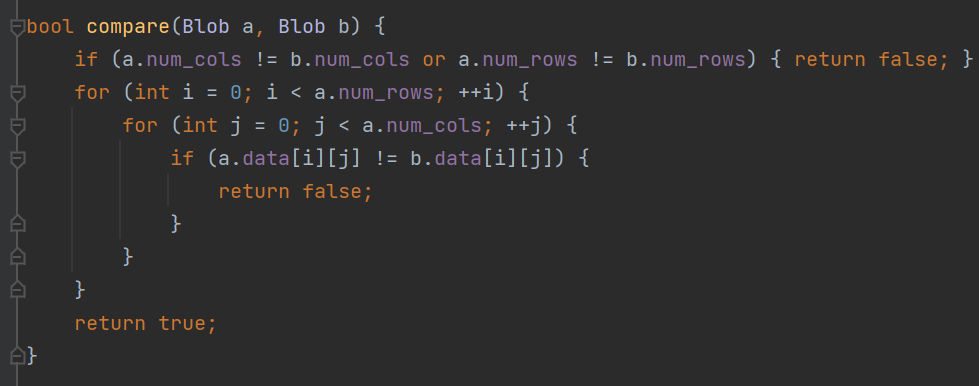 bool compare(Blob a, Blob b) {
    if (a.num_cols != b.num_cols or a.num_rows != b.num_rows) { return false; }
    for (int i = 0; i < a.num_rows; ++i) {
        for (int j = 0; j < a.num_cols; ++j) {
            if (a.data[i][j] != b.data[i][j]) {
                return false;
            }
        }
    }
    return true;
}